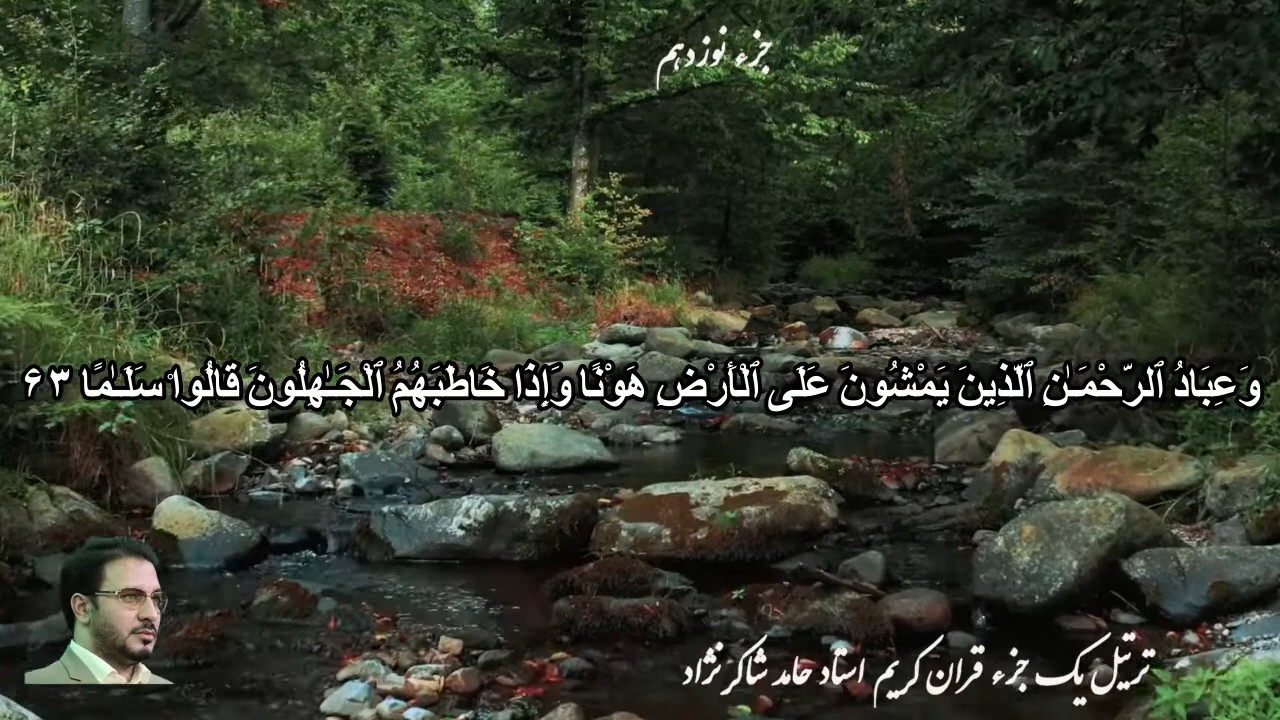 جزء نوزدهم
وَعِبَادُ ٱلرَّحْمَـٰنِ ٱلَّذِينَ يَمْشُونَ عَلَى ٱلْأَرْضِ هَوْنًا وَإِذَا خَاطَبَهُمُ ٱلْجَـٰهِلُونَ قَالُوا۟ سَلَـٰمًا ۶۳
ترتیل یک جزء قران کریم استاد حامد شاکرنژاد